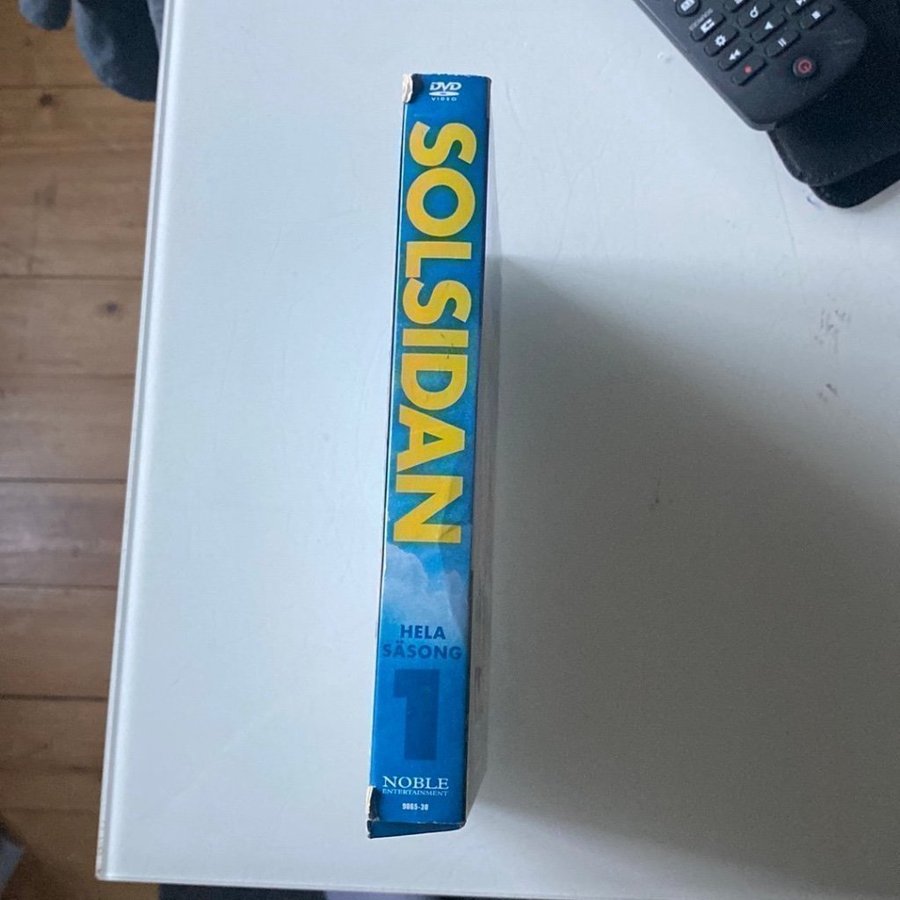 DVD
VIDEO
SOLSIDAN
HELA
SÄSONG
1
NOBLE
ENTERTAINMENT
9065-30